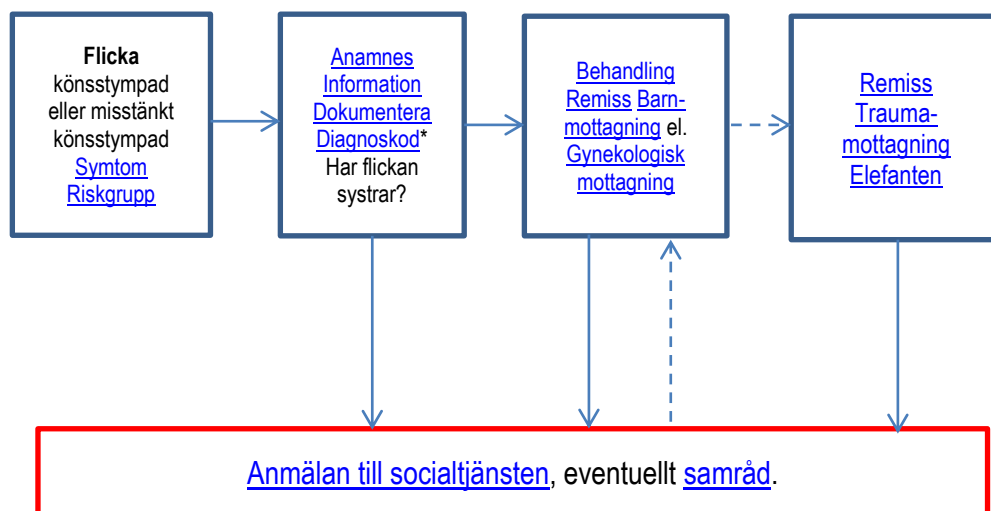 Flicka
könsstympad
eller misstänkt
könsstympad
Symtom
Riskgrupp
Anamnes
Information
Dokumentera
Diagnoskod*
Har flickan
systrar?
Behandling
Remiss Barn-
mottagning el.
Gynekologisk
mottagning
Remiss
Trauma-
mottagning
Elefanten
Anmälan till socialtjänsten, eventuellt samråd.